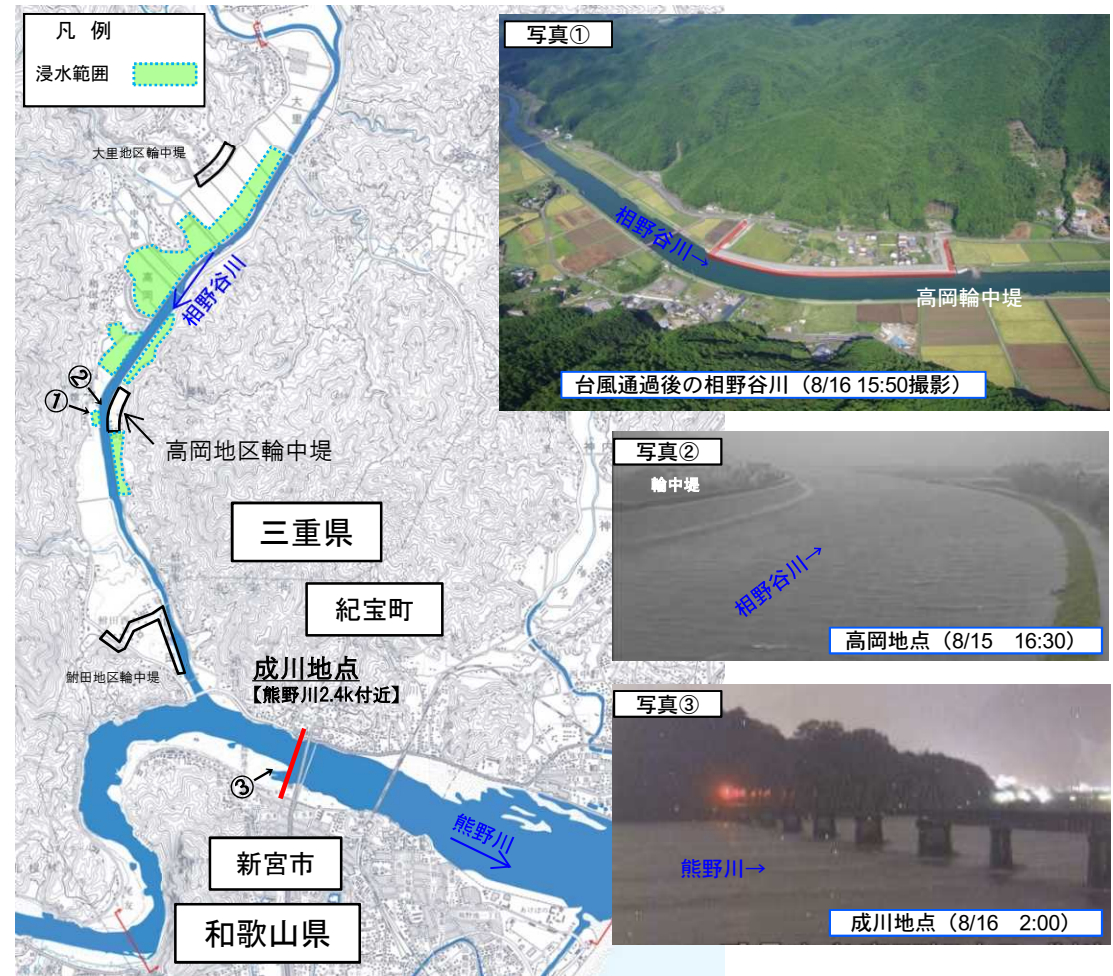 凡 例
浸水範囲
大里
大里地区輪中堤
相野谷川
高岡
②
①
高岡地区輪中堤
三重県
紀宝町
鮒田地区輪中堤
成川地点
【熊野川2.4k付近】
③
熊野川
新宮市
和歌山県
写真①
相野谷川→
高岡輪中堤
台風通過後の相野谷川（8/16 15:50撮影）
写真②
輪中堤
相野谷川→
高岡地点（8/15 16:30）
写真③
熊野川→
成川地点（8/16 2:00）